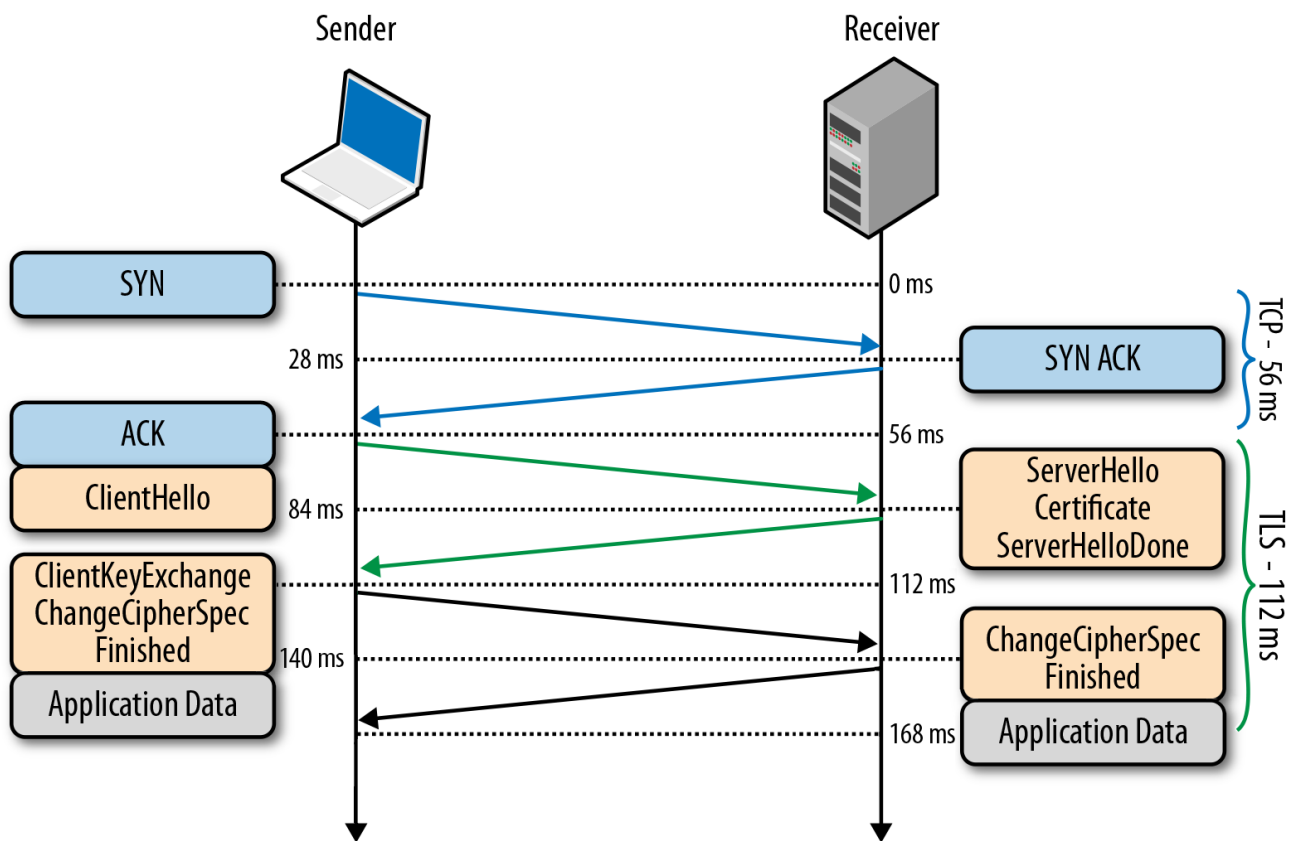 Sender
Receiver
SYN
0 ms
28 ms
SYN ACK
TCP - 56 ms
ACK
56 ms
ClientHello
84 ms
ServerHello
Certificate
ServerHelloDone
TLS - 112 ms
ClientKeyExchange
ChangeCipherSpec
Finished
112 ms
140 ms
ChangeCipherSpec
Finished
Application Data
168 ms
Application Data